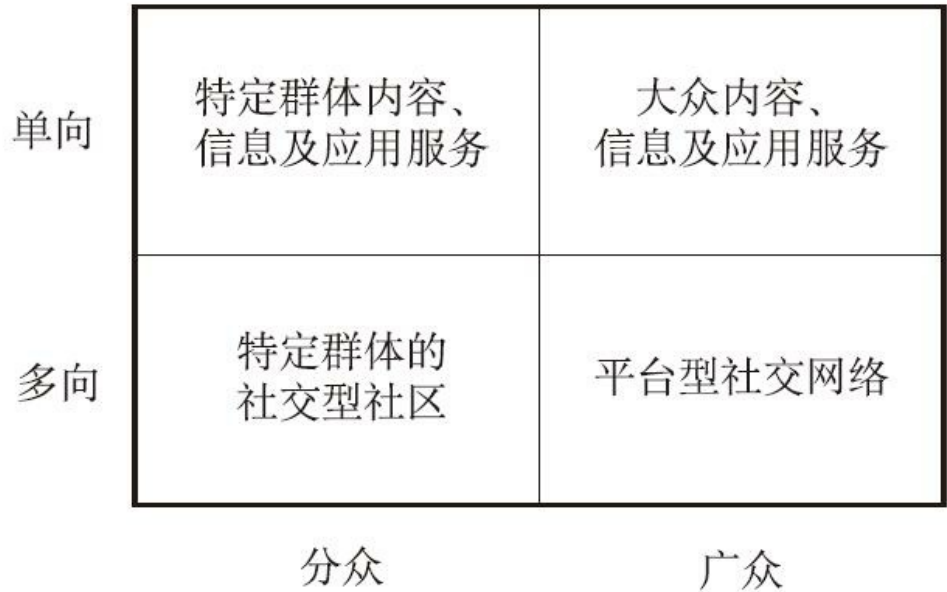 特定群体内容、
信息及应用服务
大众内容、
信息及应用服务
单向
特定群体的
社交型社区
平台型社交网络
多向
分众
广众